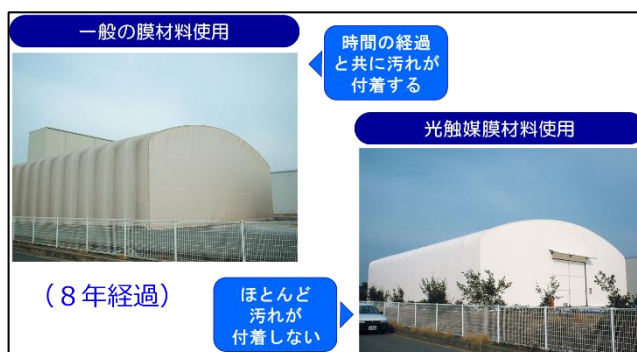 一般の膜材料使用
時間の経過
と共に汚れが
付着する
光触媒膜材料使用
（８年経過）
ほとんど
汚れが
付着しない